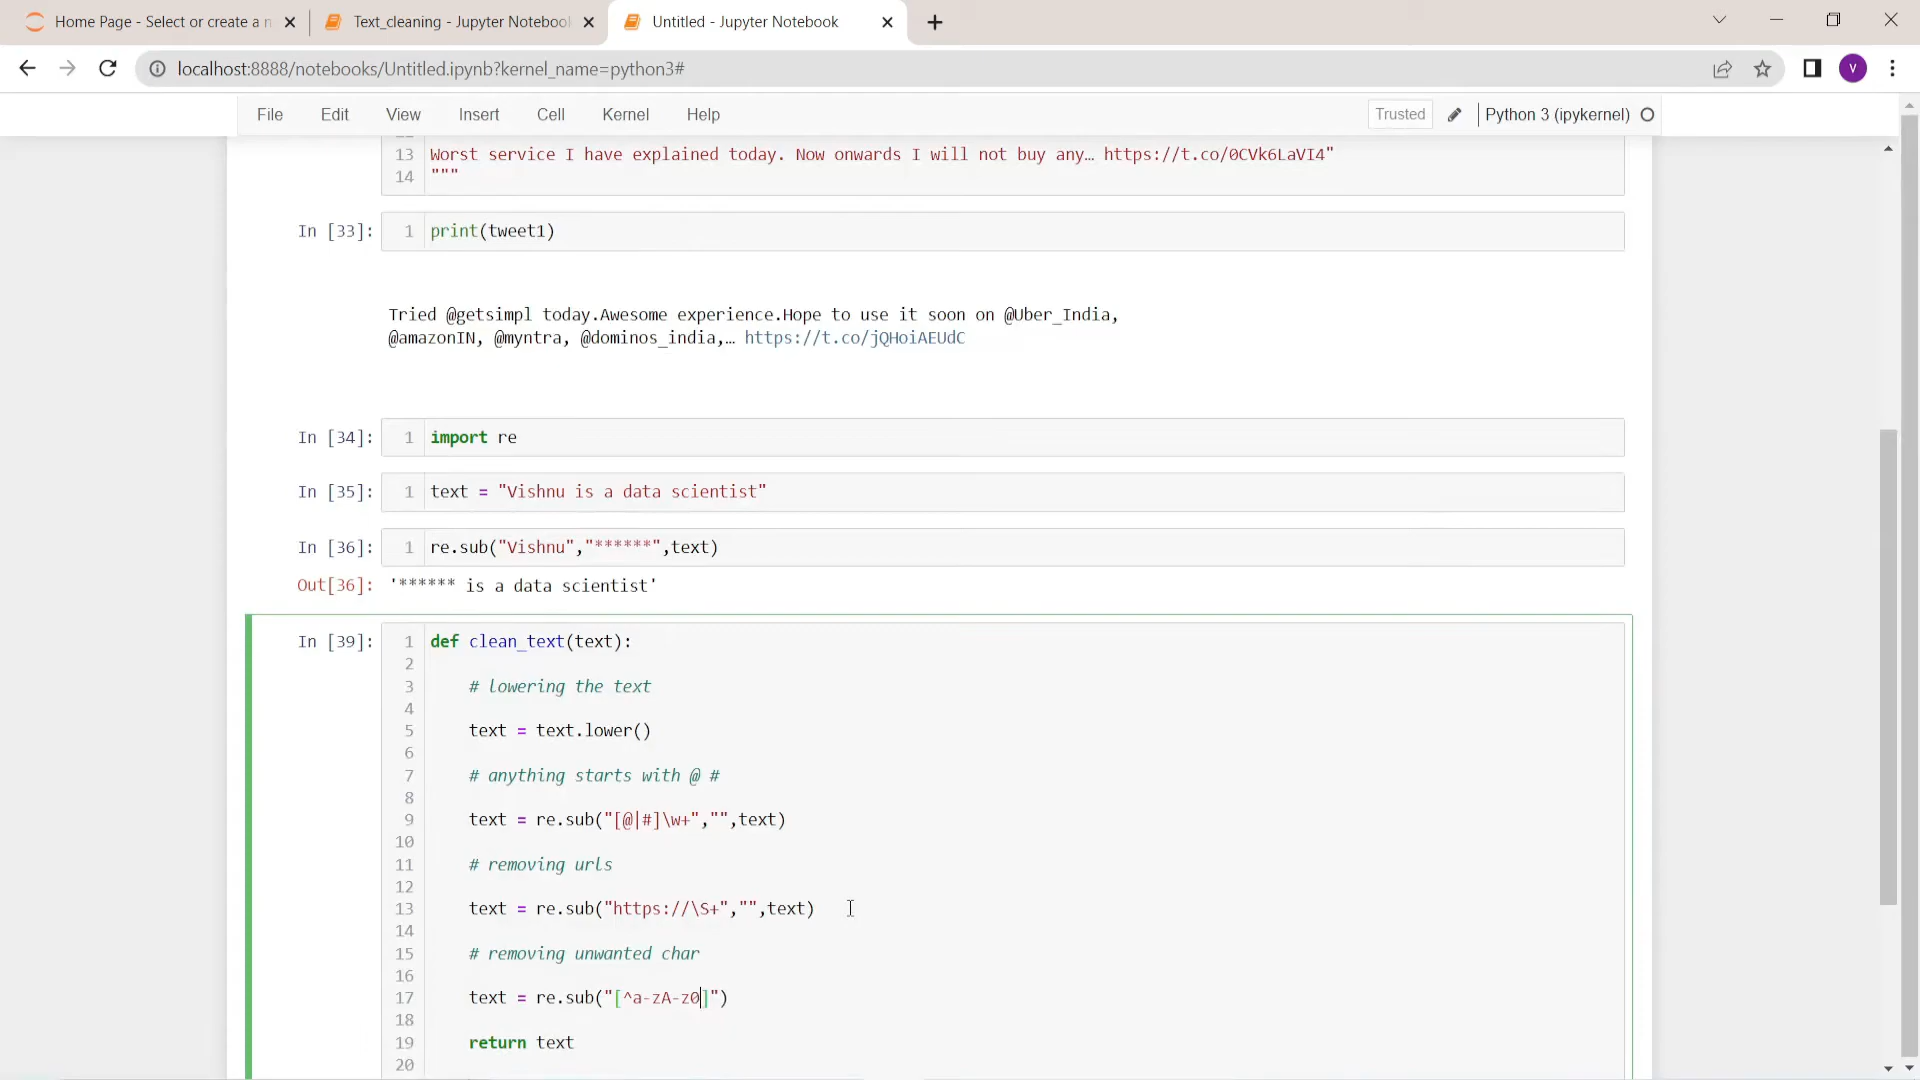 Home Page - Select or create a n
Text_cleaning - Jupyter Notebook
Untitled - Jupyter Notebook
localhost:8888/notebooks/Untitled.ipynb?kernel_name=python3#
V
File Edit View Insert Cell Kernel Help
Trusted
Python 3 (ipykernel)
13 Worst service I have explained today. Now onwards I will not buy any… https://t.co/0CVk6LaVI4"
14 """
In [33]: 1 print(tweet1)
Tried @getsimpl today.Awesome experience.Hope to use it soon on @Uber_India,
@amazonIN, @myntra, @dominos_india,… https://t.co/jQHoiAEUdC
In [34]: 1 import re
In [35]: 1 text = "Vishnu is a data scientist"
In [36]: 1 re.sub("Vishnu","******",text)
Out[36]: '****** is a data scientist'
In [39]: 1 def clean_text(text):
2
3 # lowering the text
4
5 text = text.lower()
6
7 # anything starts with @ #
8
9 text = re.sub("[@|#]\w+","",text)
10
11 # removing urls
12
13 text = re.sub("https://\S+","",text)
14
15 # removing unwanted char
16
17 text = re.sub("[^a-zA-z0]")
18
19 return text
20